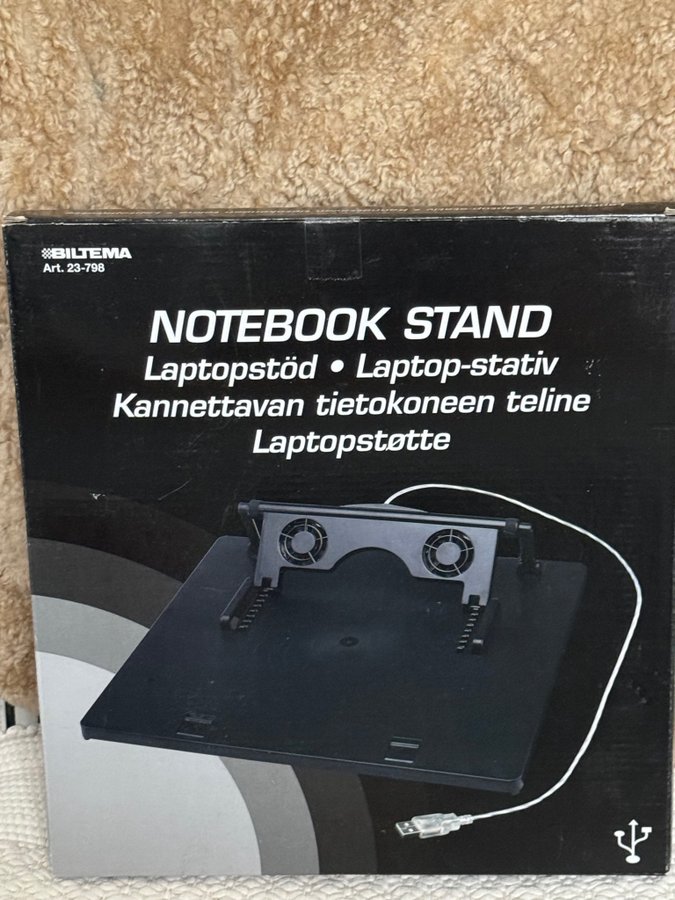 BILTEMA
Art. 23-798
NOTEBOOK STAND
Laptopstöd • Laptop-stativ
Kannettavan tietokoneen teline
Laptopstøtte